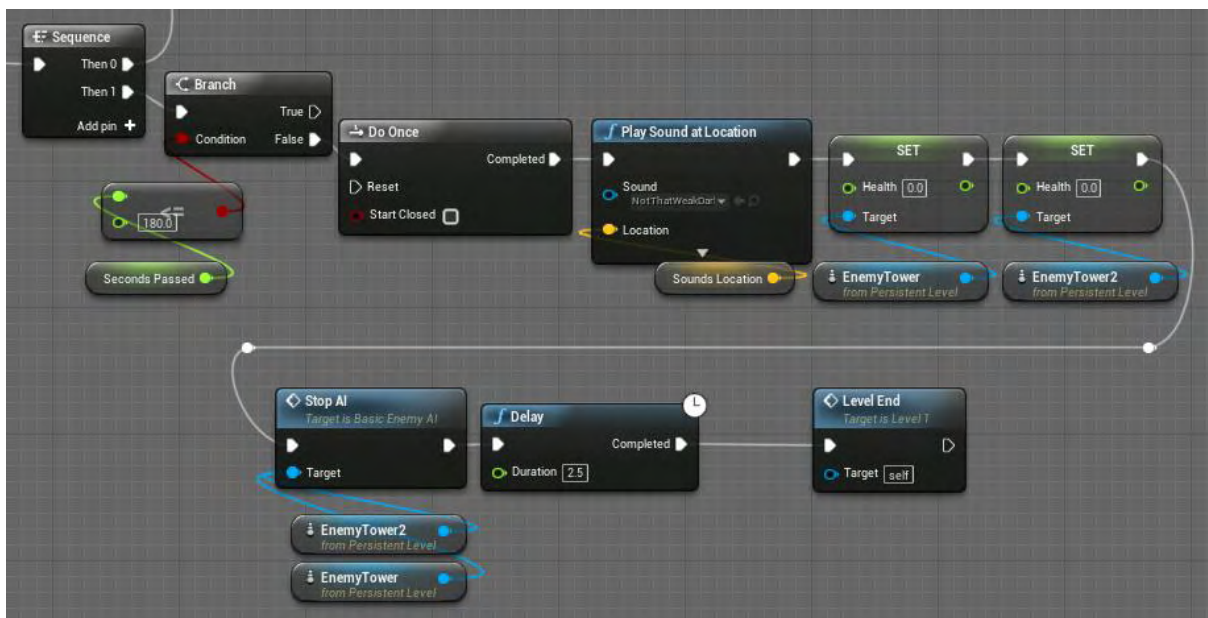 Sequence
Then 0
Then 1
Add pin +
Branch
True
Condition
False
<=
180.0
Seconds Passed
Do Once
Completed
Reset
Start Closed
Play Sound at Location
Sound
NotThatWeakDarl
Location
Sounds Location
SET
Health 0.0
Target
EnemyTower
from Persistent Level
SET
Health 0.0
Target
EnemyTower2
from Persistent Level
Stop AI
Target is Basic Enemy AI
Target
EnemyTower2
from Persistent Level
EnemyTower
from Persistent Level
Delay
Completed
Duration 2.5
Level End
Target is Level 1
Target self